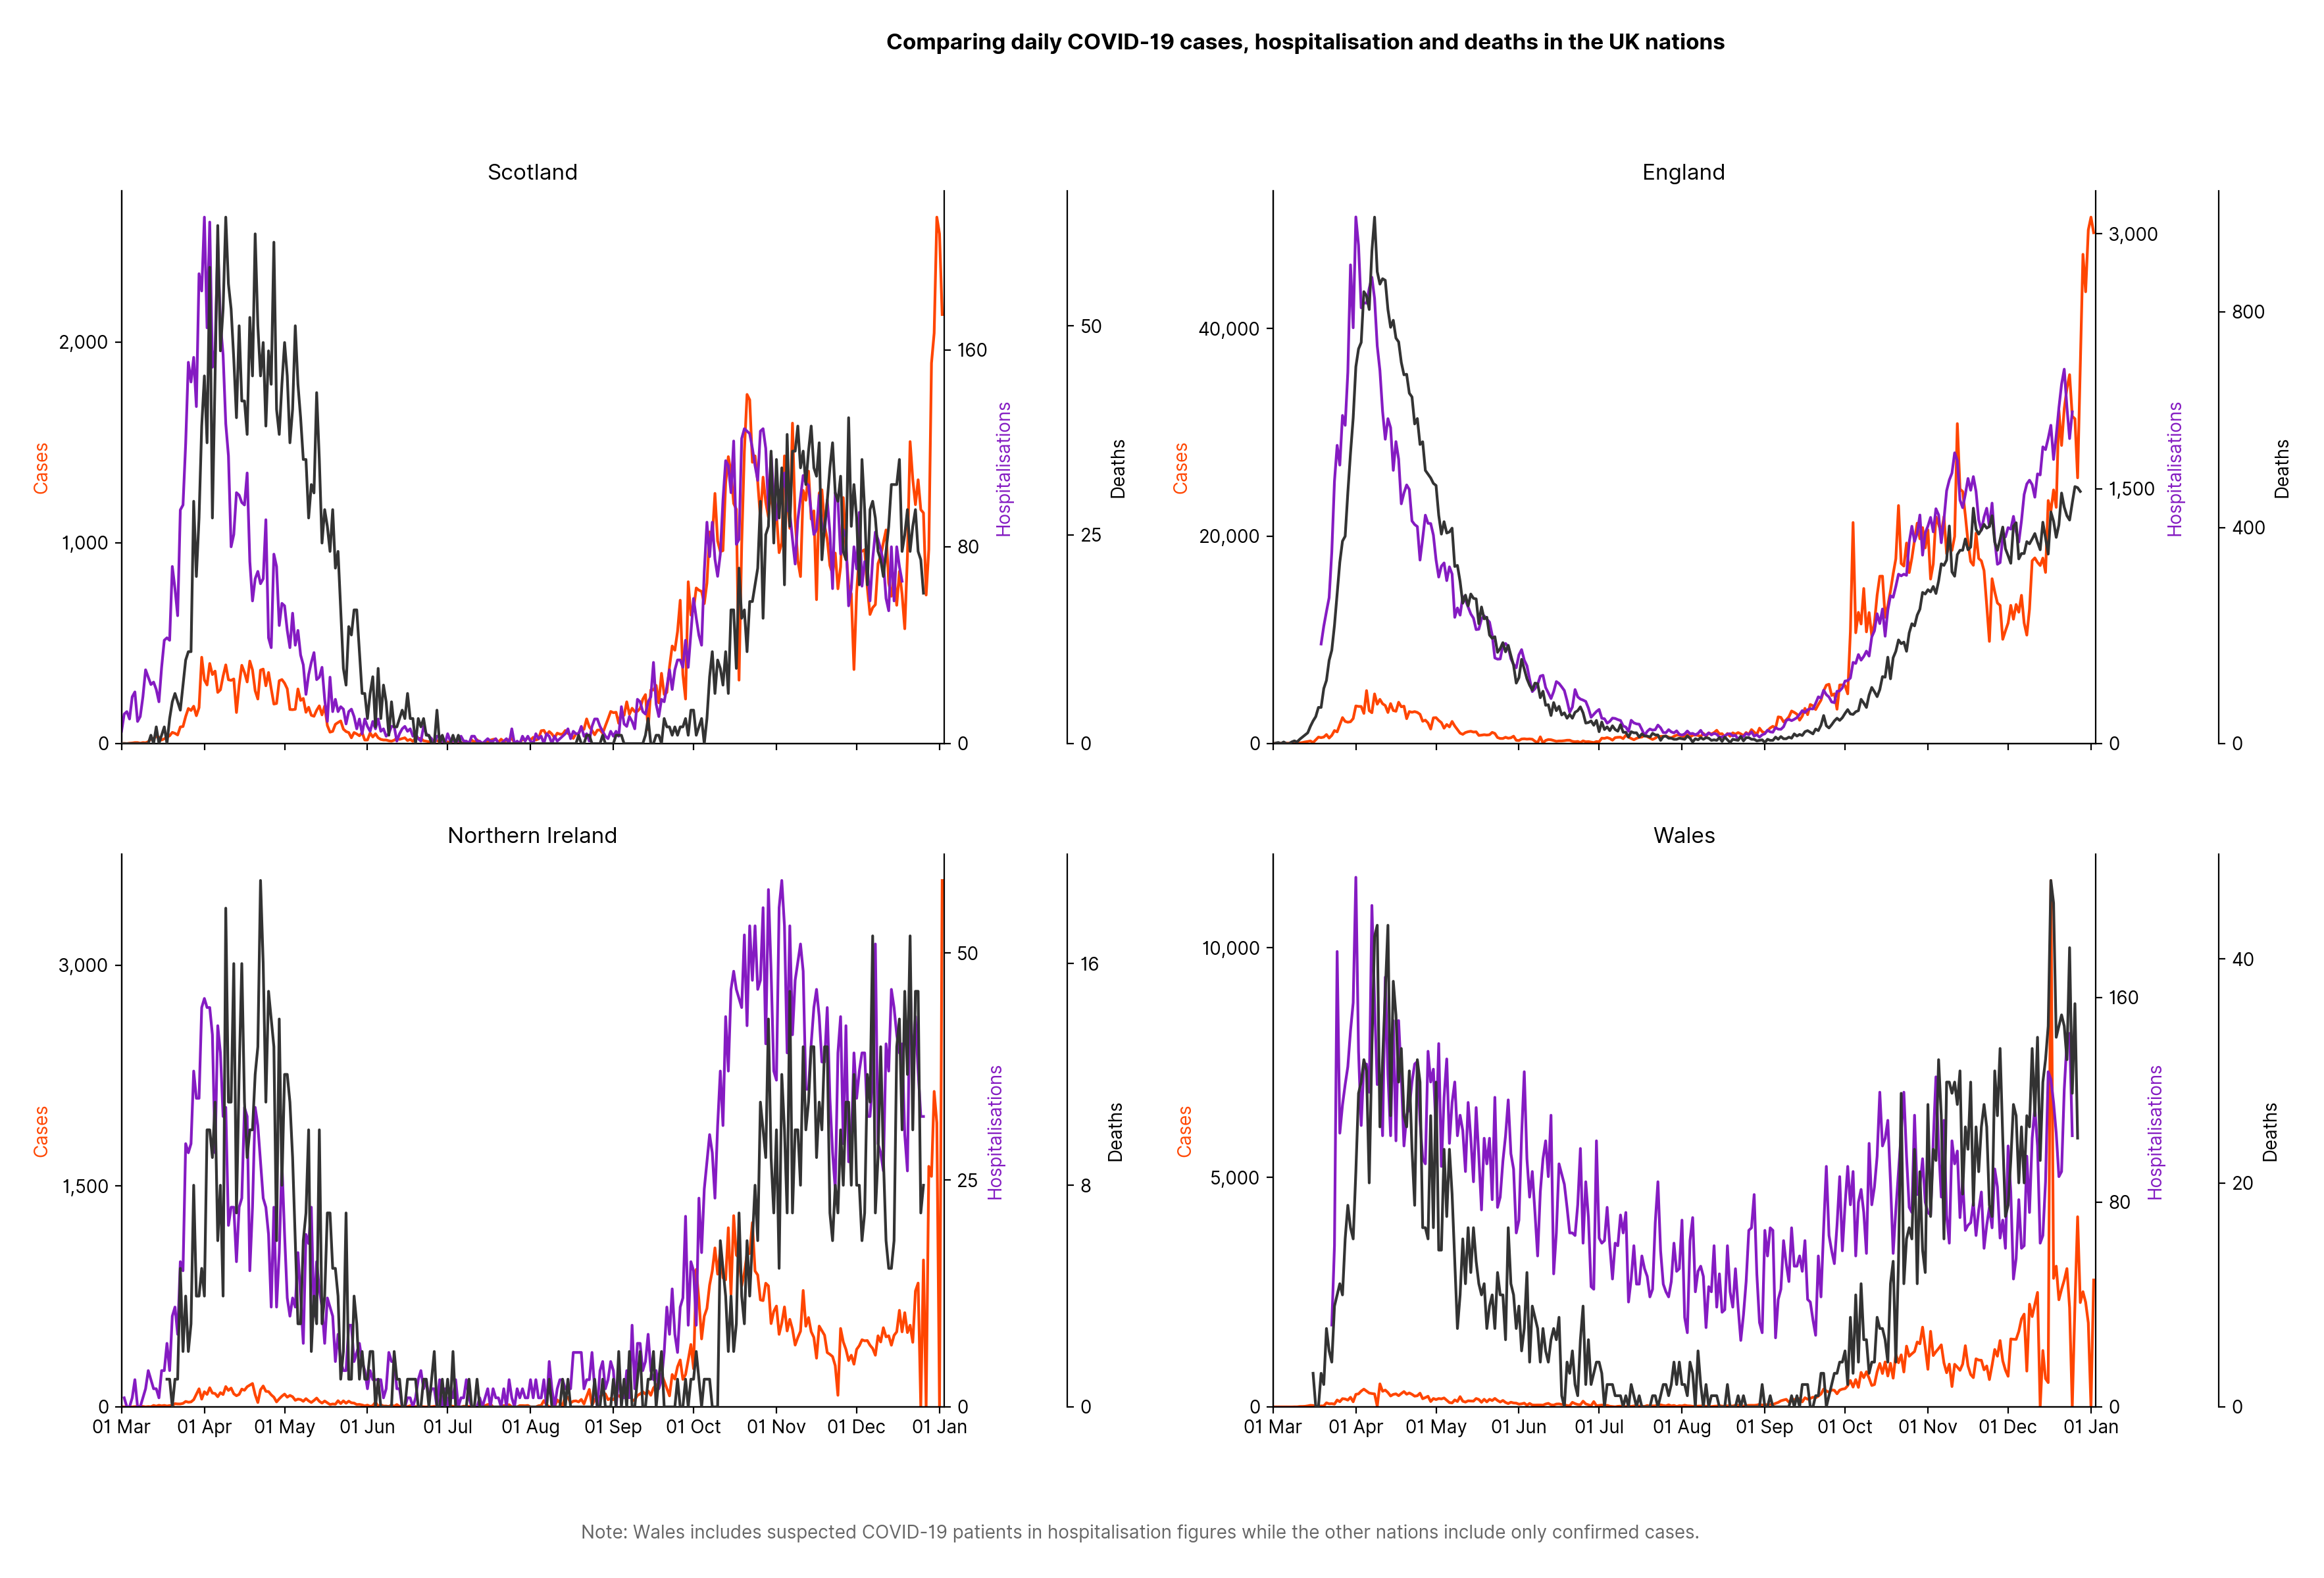 Comparing daily COVID-19 cases, hospitalisation and deaths in the UK nations
Scotland
2,000
1,000
0
Cases
160
80
0
Hospitalisations
50
25
0
Deaths
England
40,000
20,000
0
Cases
3,000
1,500
0
Hospitalisations
800
400
0
Deaths
Northern Ireland
3,000
1,500
0
Cases
50
25
0
Hospitalisations
16
8
0
Deaths
01 Mar 01 Apr 01 May 01 Jun 01 Jul 01 Aug 01 Sep 01 Oct 01 Nov 01 Dec 01 Jan
Wales
10,000
5,000
0
Cases
160
80
0
Hospitalisations
40
20
0
Deaths
01 Mar 01 Apr 01 May 01 Jun 01 Jul 01 Aug 01 Sep 01 Oct 01 Nov 01 Dec 01 Jan
Note: Wales includes suspected COVID-19 patients in hospitalisation figures while the other nations include only confirmed cases.